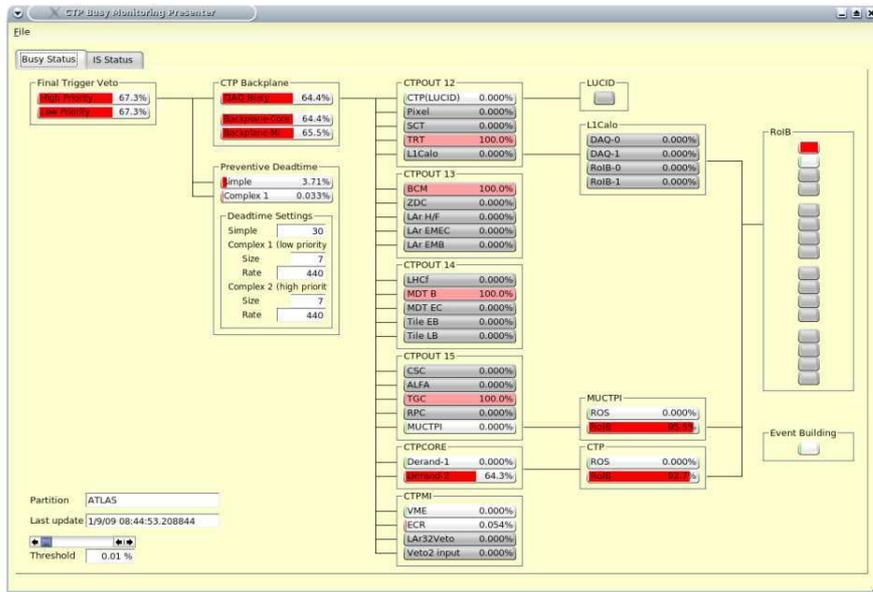 CTP Busy Monitoring Presenter
File
Busy Status
IS Status
Final Trigger Veto
High Priority 67.3%
Low Priority 67.3%
CTP Backplane
DAQ Busy 64.4%
Backplane-Core 64.4%
Backplane-MI 65.5%
Preventive Deadtime
Simple 3.71%
Complex 1 0.033%
Deadtime Settings
Simple 30
Complex 1 (low priority
Size 7
Rate 440
Complex 2 (high priorit
Size 7
Rate 440
CTPOUT 12
CTP(LUCID) 0.000%
Pixel 0.000%
SCT 0.000%
TRT 100.0%
L1Calo 0.000%
CTPOUT 13
BCM 100.0%
ZDC 0.000%
LAr H/F 0.000%
LAr EMEC 0.000%
LAr EMB 0.000%
CTPOUT 14
LHCf 0.000%
MDT B 100.0%
MDT EC 0.000%
Tile EB 0.000%
Tile LB 0.000%
CTPOUT 15
CSC 0.000%
ALFA 0.000%
TGC 100.0%
RPC 0.000%
MUCTPI 0.000%
CTPCORE
Derand-1 0.000%
Derand-2 64.3%
CTPMI
VME 0.000%
ECR 0.054%
LAr32Veto 0.000%
Veto2 input 0.000%
LUCID
L1Calo
DAQ-0 0.000%
DAQ-1 0.000%
RoIB-0 0.000%
RoIB-1 0.000%
MUCTPI
ROS 0.000%
RoIB 95.5%
CTP
ROS 0.000%
RoIB 92.7%
RoIB
Event Building
Partition ATLAS
Last update 1/9/09 08:44:53.208844
Threshold 0.01 %